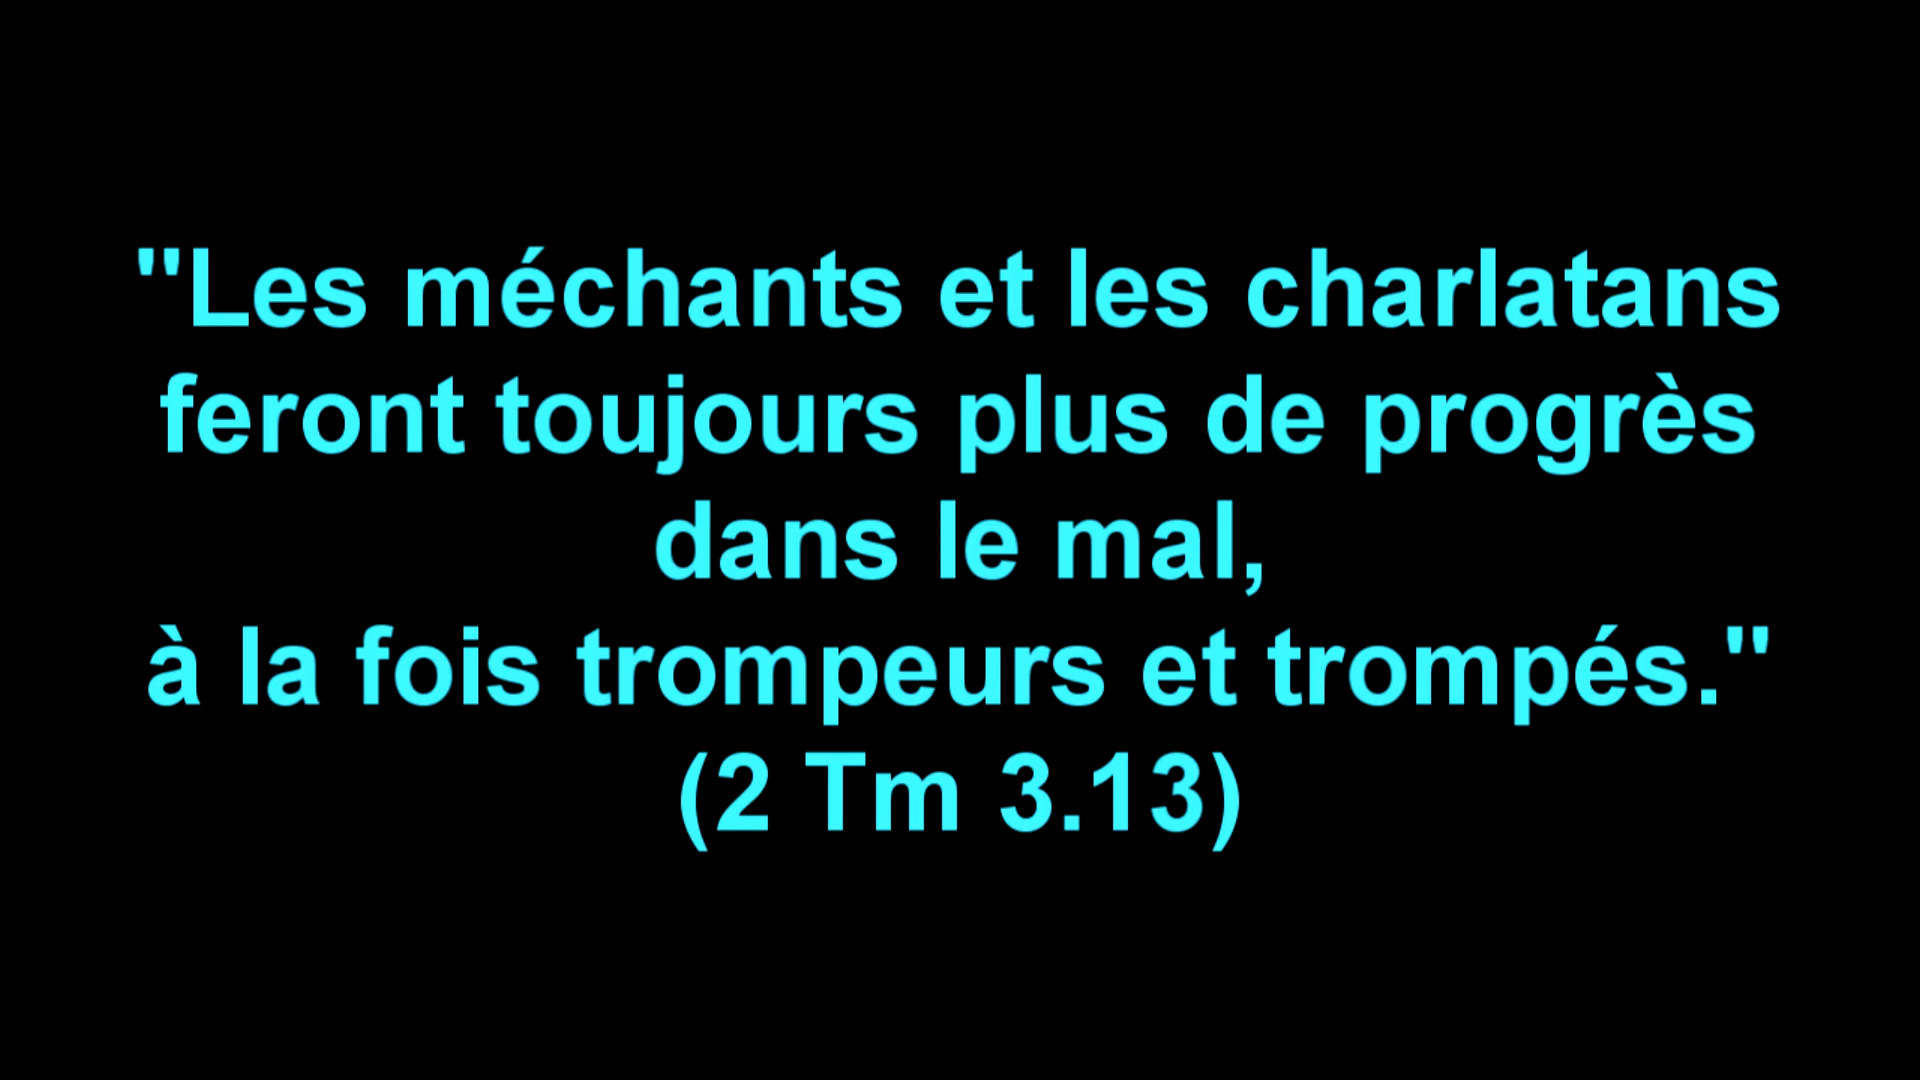 "Les méchants et les charlatans
feront toujours plus de progrès
dans le mal,
à la fois trompeurs et trompés."
(2 Tm 3.13)